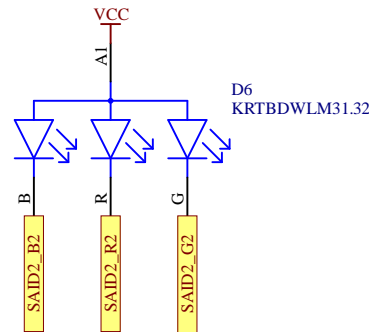 VCC
A1
D6
KRTBDWLM31.32
B
R
G
SAID2_B2
SAID2_R2
SAID2_G2